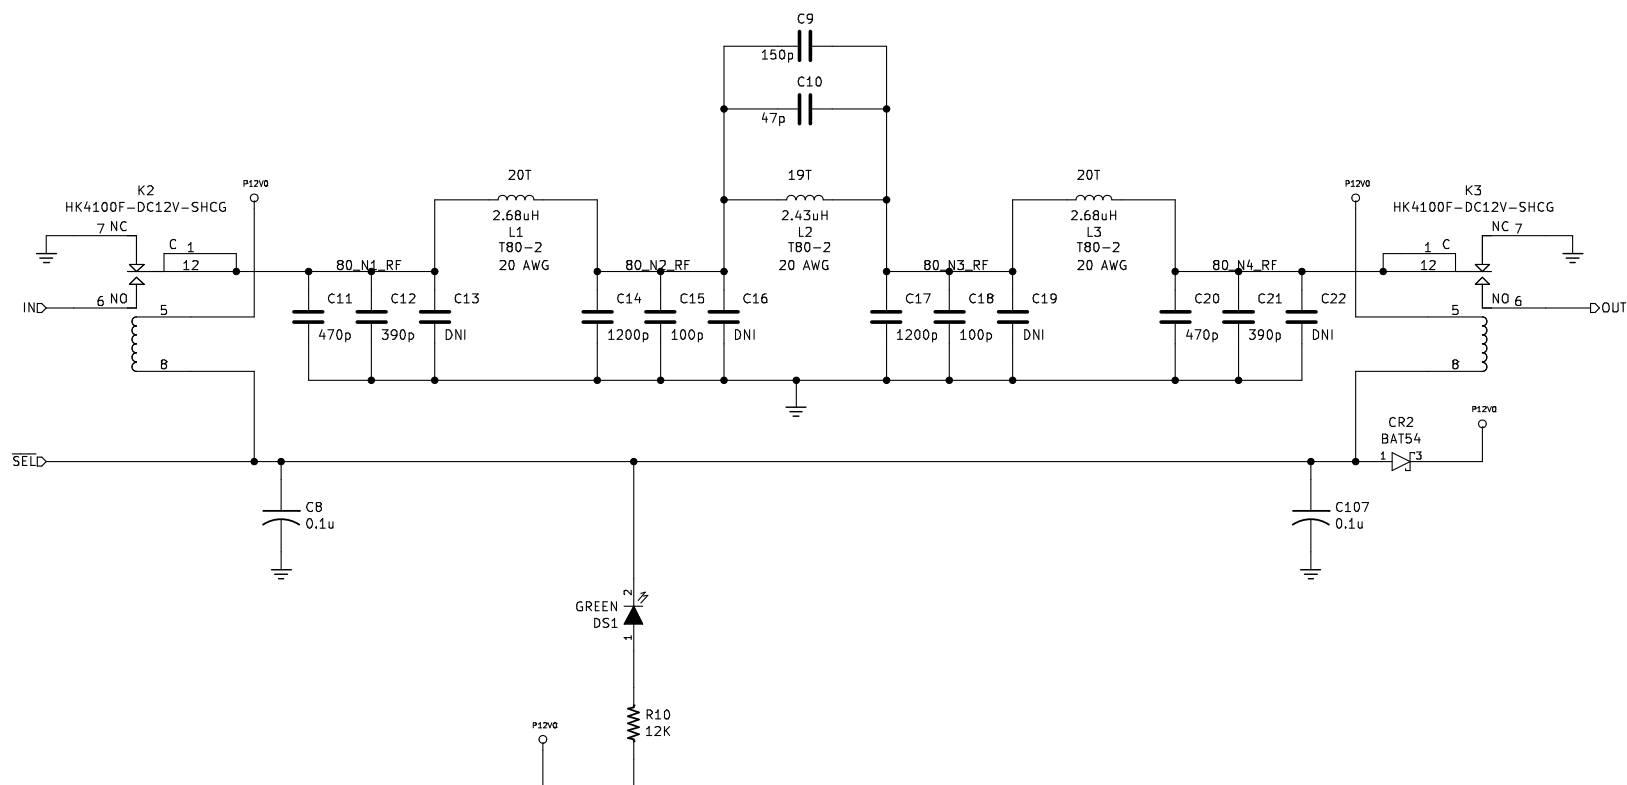 C9
150p
C10
47p
20T
2.68uH
L1
T80-2
20 AWG
19T
2.43uH
L2
T80-2
20 AWG
20T
2.68uH
L3
T80-2
20 AWG
K2
HK4100F-DC12V-SHCG
P12V0
7 NC
C 1
12
6 NO
IN
5
8
P12V0
K3
HK4100F-DC12V-SHCG
NC 7
1 C
12
NO 6
OUT
5
8
80_N1_RF
80_N2_RF
80_N3_RF
80_N4_RF
C11
470p
C12
390p
C13
DNI
C14
1200p
C15
100p
C16
DNI
C17
1200p
C18
100p
C19
DNI
C20
470p
C21
390p
C22
DNI
SEL
CR2
BAT54
1
3
P12V0
C8
0.1u
C107
0.1u
2
GREEN
DS1
1
R10
12K
P12V0